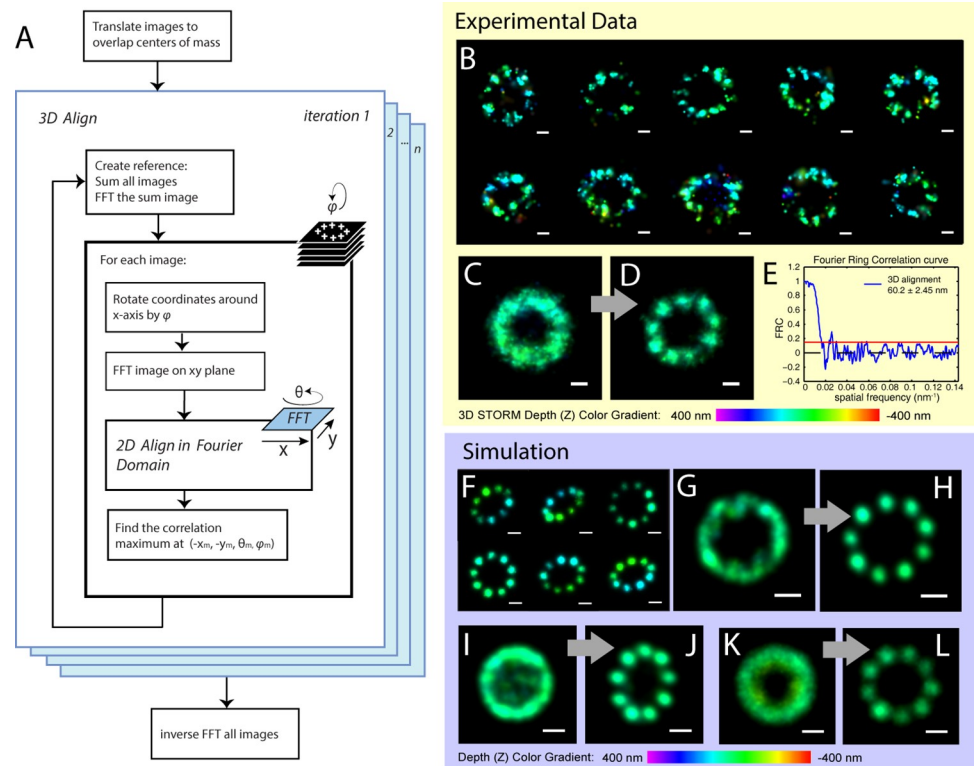 A
Translate images to
overlap centers of mass
3D Align
iteration 1
2
...
n
Create reference:
Sum all images
FFT the sum image
φ
For each image:
Rotate coordinates around
x-axis by φ
FFT image on xy plane
θ
FFT
x
y
2D Align in Fourier
Domain
Find the correlation
maximum at (-xₘ, -yₘ, θₘ, φₘ)
inverse FFT all images
Experimental Data
B
C
D
E
Fourier Ring Correlation curve
3D alignment
60.2 ± 2.45 nm
FRC
1.2
1
0.8
0.6
0.4
0.2
0
−0.2
−0.4
0
0.02
0.04
0.06
0.08
0.1
0.12
0.14
spatial frequency (nm⁻¹)
3D STORM Depth (Z) Color Gradient: 400 nm -400 nm
Simulation
F
G
H
I
J
K
L
Depth (Z) Color Gradient: 400 nm -400 nm